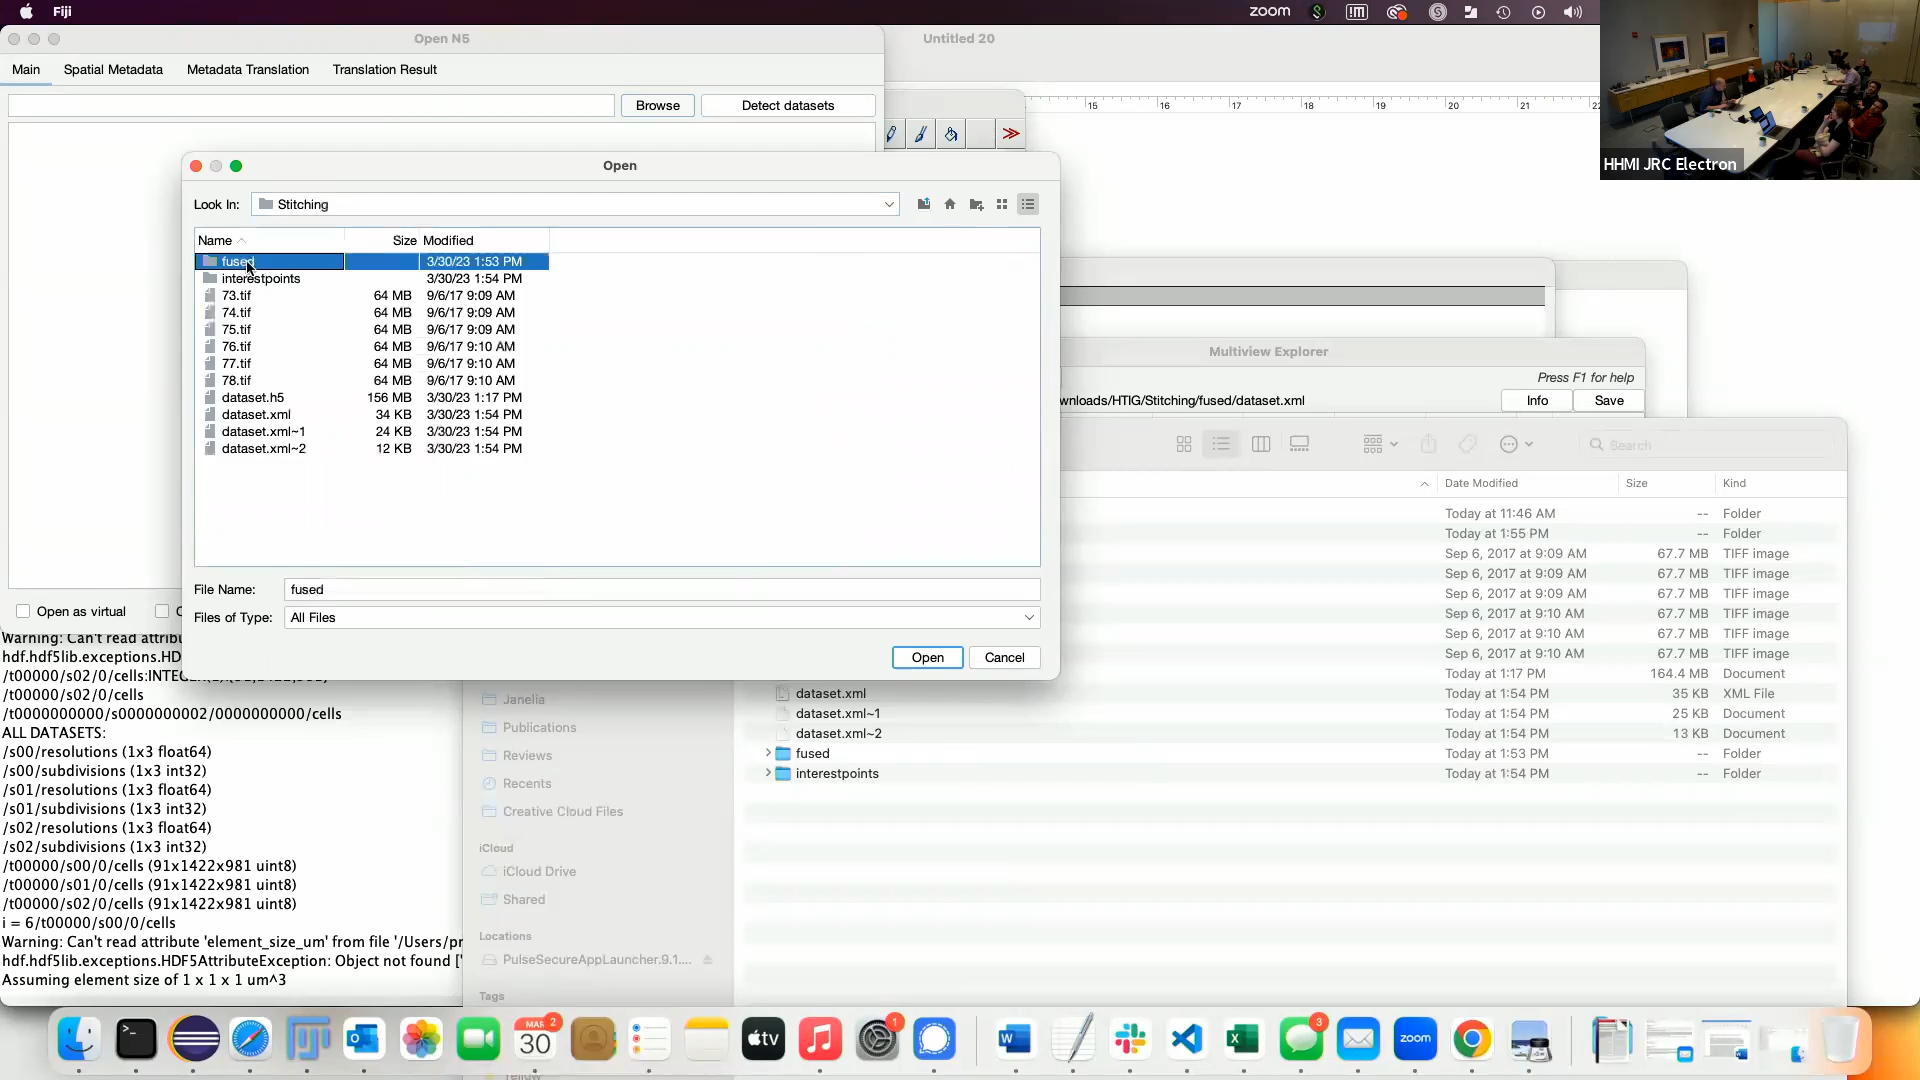 Fiji
zoom
Open N5
Untitled 20
Main
Spatial Metadata
Metadata Translation
Translation Result
Browse
Detect datasets
15
16
17
18
19
20
21
22
HHMI JRC Electron
Open
Look In:
Stitching
Name
Size
Modified
fused
3/30/23 1:53 PM
interestpoints
3/30/23 1:54 PM
73.tif
64 MB
9/6/17 9:09 AM
74.tif
64 MB
9/6/17 9:09 AM
75.tif
64 MB
9/6/17 9:09 AM
76.tif
64 MB
9/6/17 9:10 AM
77.tif
64 MB
9/6/17 9:10 AM
78.tif
64 MB
9/6/17 9:10 AM
dataset.h5
156 MB
3/30/23 1:17 PM
dataset.xml
34 KB
3/30/23 1:54 PM
dataset.xml~1
24 KB
3/30/23 1:54 PM
dataset.xml~2
12 KB
3/30/23 1:54 PM
File Name:
fused
Files of Type:
All Files
Open
Cancel
Open as virtual
Multiview Explorer
Press F1 for help
wnloads/HTIG/Stitching/fused/dataset.xml
Info
Save
Search
Date Modified
Size
Kind
Today at 11:46 AM
--
Folder
Today at 1:55 PM
--
Folder
Sep 6, 2017 at 9:09 AM
67.7 MB
TIFF image
Sep 6, 2017 at 9:09 AM
67.7 MB
TIFF image
Sep 6, 2017 at 9:09 AM
67.7 MB
TIFF image
Sep 6, 2017 at 9:10 AM
67.7 MB
TIFF image
Sep 6, 2017 at 9:10 AM
67.7 MB
TIFF image
Sep 6, 2017 at 9:10 AM
67.7 MB
TIFF image
Today at 1:17 PM
164.4 MB
Document
dataset.xml
Today at 1:54 PM
35 KB
XML File
dataset.xml~1
Today at 1:54 PM
25 KB
Document
dataset.xml~2
Today at 1:54 PM
13 KB
Document
fused
Today at 1:53 PM
--
Folder
interestpoints
Today at 1:54 PM
--
Folder
Janelia
Publications
Reviews
Recents
Creative Cloud Files
iCloud
iCloud Drive
Shared
Locations
PulseSecureAppLauncher.9.1....
Tags
Warning: Can't read attribu
hdf.hdf5lib.exceptions.HD
/t00000/s02/0/cells
/t0000000000/s0000000002/0000000000/cells
ALL DATASETS:
/s00/resolutions (1x3 float64)
/s00/subdivisions (1x3 int32)
/s01/resolutions (1x3 float64)
/s01/subdivisions (1x3 int32)
/s02/resolutions (1x3 float64)
/s02/subdivisions (1x3 int32)
/t00000/s00/0/cells (91x1422x981 uint8)
/t00000/s01/0/cells (91x1422x981 uint8)
/t00000/s02/0/cells (91x1422x981 uint8)
i = 6/t00000/s00/0/cells
Warning: Can't read attribute 'element_size_um' from file '/Users/pr
hdf.hdf5lib.exceptions.HDF5AttributeException: Object not found ['
Assuming element size of 1 x 1 x 1 um^3
MAR
30
2
tv
1
3
zoom